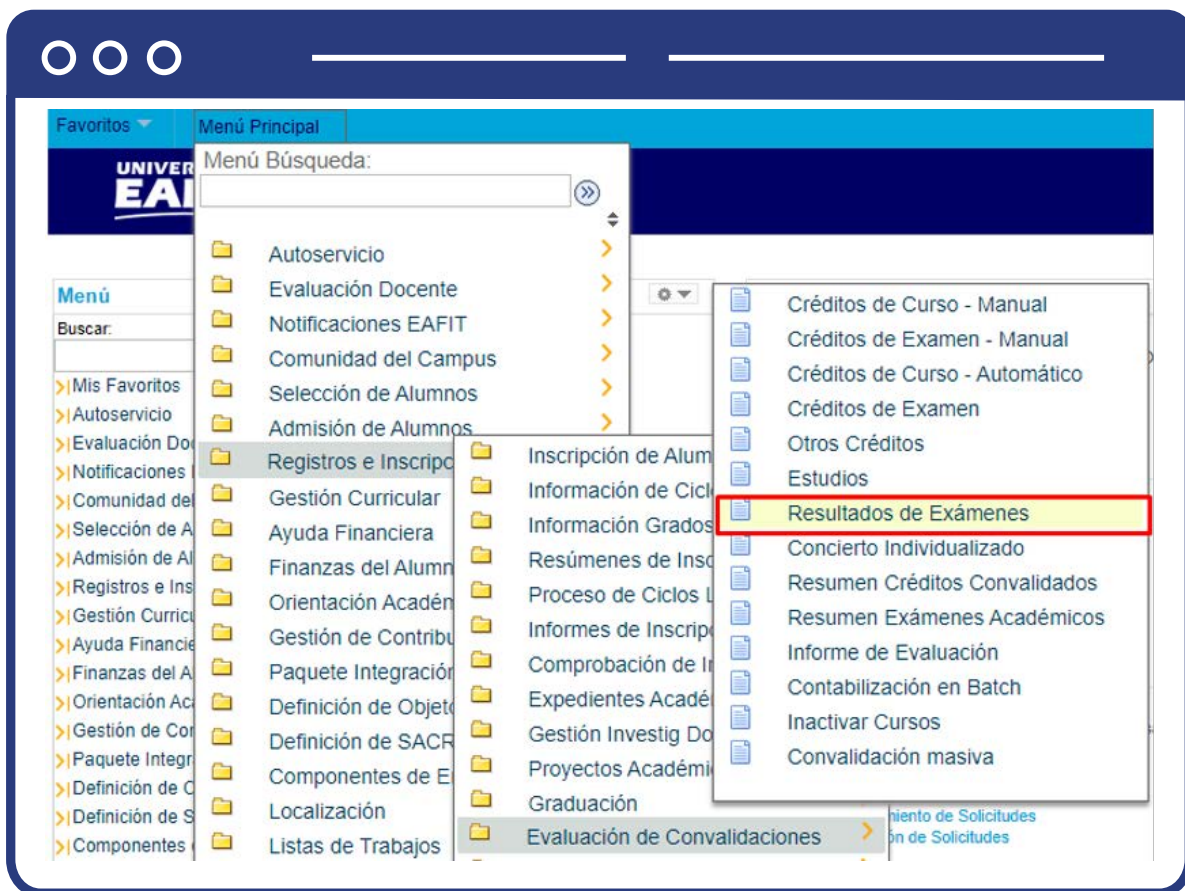 Favoritos
Menú Principal
UNIVER
EAI
Menú Búsqueda:
Autoservicio
Evaluación Docente
Notificaciones EAFIT
Comunidad del Campus
Selección de Alumnos
Admisión de Alumnos
Registros e Inscripc
Gestión Curricular
Ayuda Financiera
Finanzas del Alumn
Orientación Académ
Gestión de Contribu
Paquete Integración
Definición de Objeto
Definición de SACR
Componentes de E
Localización
Listas de Trabajos
Menú
Buscar:
Mis Favoritos
Autoservicio
Evaluación Do
Notificaciones
Comunidad del
Selección de A
Admisión de Al
Registros e Ins
Gestión Curricu
Ayuda Financie
Finanzas del A
Orientación Aca
Gestión de Con
Paquete Integr
Definición de O
Definición de S
Componentes
Inscripción de Alum
Información de Cicl
Información Grados
Resúmenes de Insc
Proceso de Ciclos L
Informes de Inscripc
Comprobación de In
Expedientes Acadé
Gestión Investig Do
Proyectos Académi
Graduación
Evaluación de Convalidaciones
Créditos de Curso - Manual
Créditos de Examen - Manual
Créditos de Curso - Automático
Créditos de Examen
Otros Créditos
Estudios
Resultados de Exámenes
Concierto Individualizado
Resumen Créditos Convalidados
Resumen Exámenes Académicos
Informe de Evaluación
Contabilización en Batch
Inactivar Cursos
Convalidación masiva
niento de Solicitudes
ón de Solicitudes